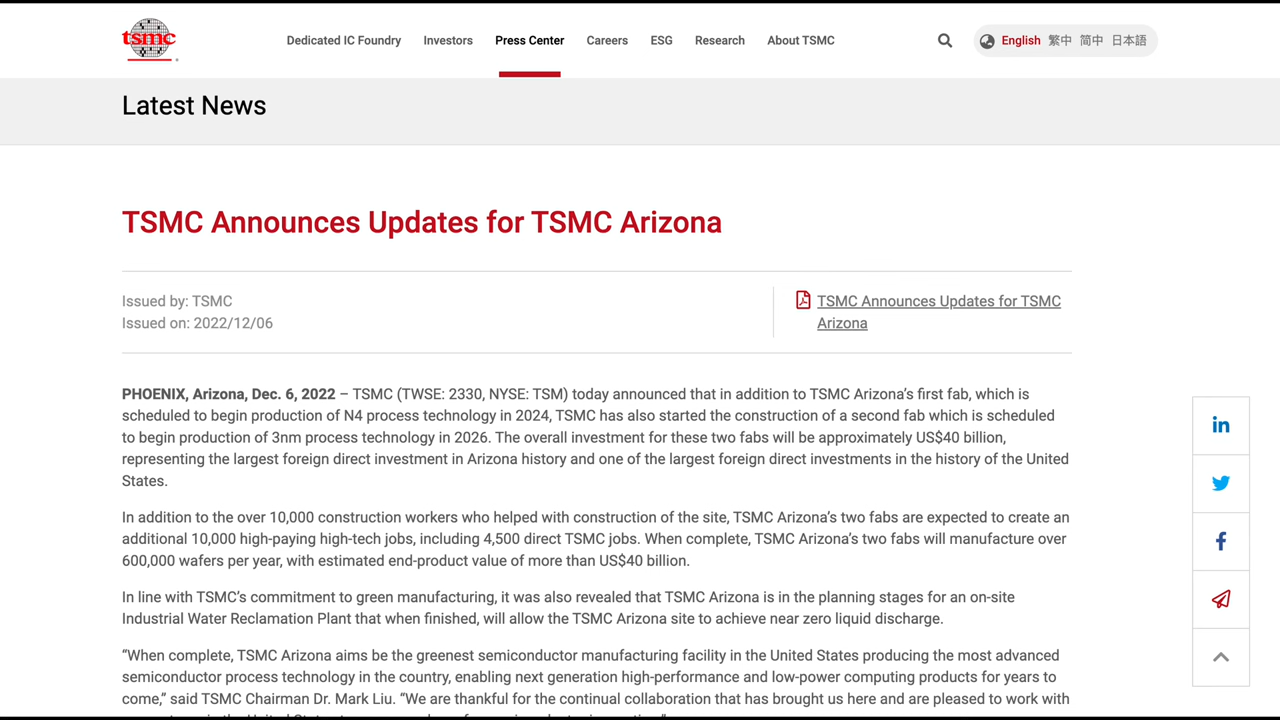 tsmc
Dedicated IC Foundry
Investors
Press Center
Careers
ESG
Research
About TSMC
English 繁中 简中 日本語
Latest News
TSMC Announces Updates for TSMC Arizona
Issued by: TSMC
Issued on: 2022/12/06
TSMC Announces Updates for TSMC
Arizona
PHOENIX, Arizona, Dec. 6, 2022 – TSMC (TWSE: 2330, NYSE: TSM) today announced that in addition to TSMC Arizona’s first fab, which is
scheduled to begin production of N4 process technology in 2024, TSMC has also started the construction of a second fab which is scheduled
to begin production of 3nm process technology in 2026. The overall investment for these two fabs will be approximately US$40 billion,
representing the largest foreign direct investment in Arizona history and one of the largest foreign direct investments in the history of the United
States.
In addition to the over 10,000 construction workers who helped with construction of the site, TSMC Arizona’s two fabs are expected to create an
additional 10,000 high-paying high-tech jobs, including 4,500 direct TSMC jobs. When complete, TSMC Arizona’s two fabs will manufacture over
600,000 wafers per year, with estimated end-product value of more than US$40 billion.
In line with TSMC’s commitment to green manufacturing, it was also revealed that TSMC Arizona is in the planning stages for an on-site
Industrial Water Reclamation Plant that when finished, will allow the TSMC Arizona site to achieve near zero liquid discharge.
“When complete, TSMC Arizona aims be the greenest semiconductor manufacturing facility in the United States producing the most advanced
semiconductor process technology in the country, enabling next generation high-performance and low-power computing products for years to
come,” said TSMC Chairman Dr. Mark Liu. “We are thankful for the continual collaboration that has brought us here and are pleased to work with